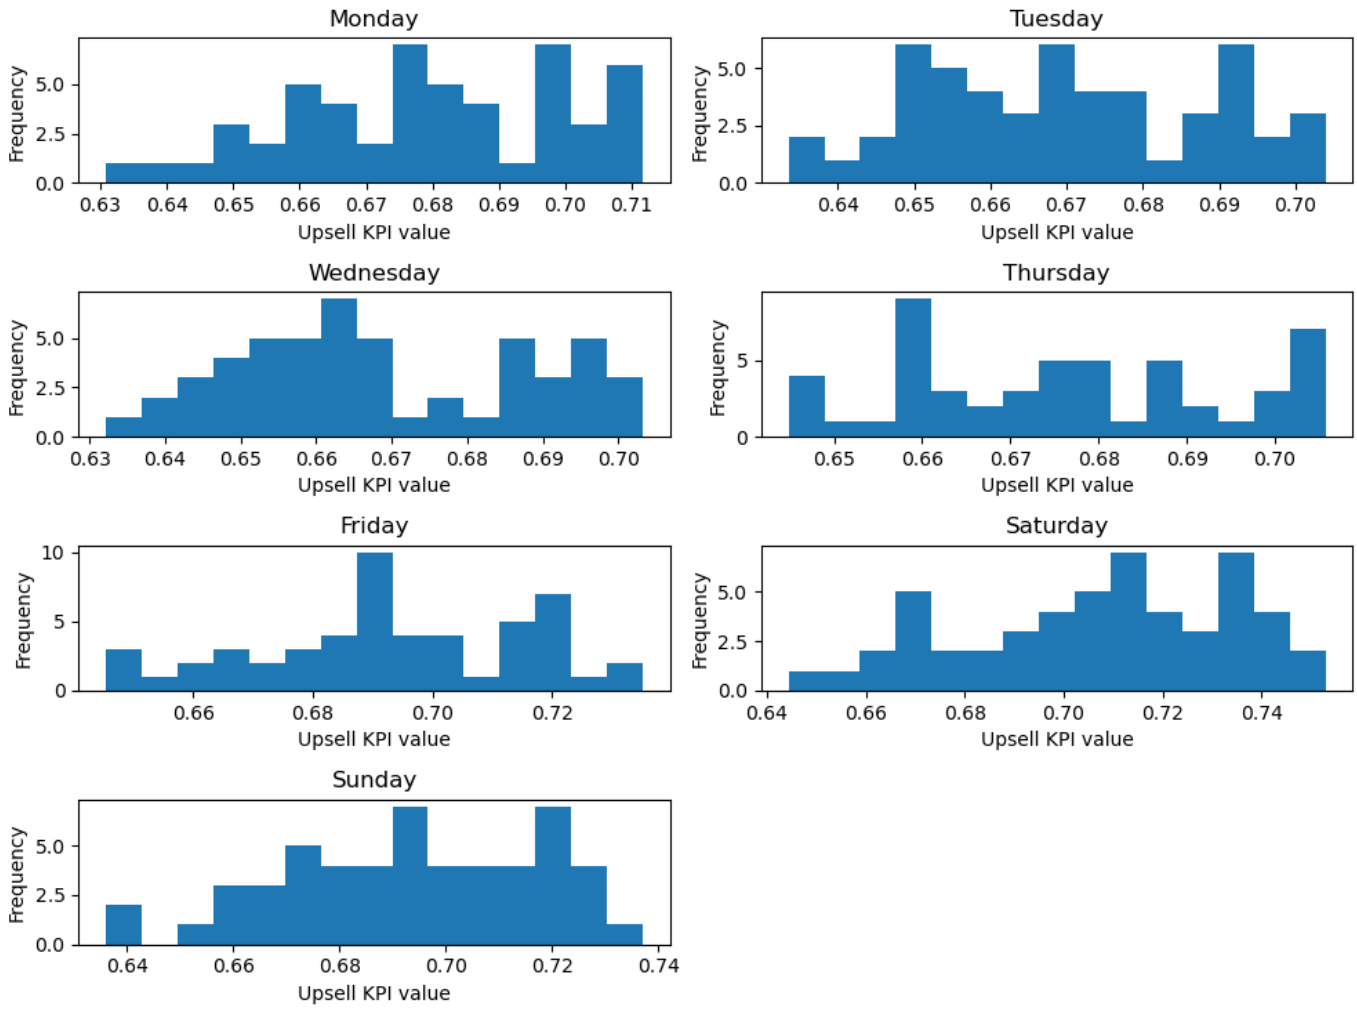 Monday
Frequency
5.0
2.5
0.0
0.63 0.64 0.65 0.66 0.67 0.68 0.69 0.70 0.71
Upsell KPI value
Tuesday
Frequency
5.0
2.5
0.0
0.64 0.65 0.66 0.67 0.68 0.69 0.70
Upsell KPI value
Wednesday
Frequency
5.0
2.5
0.0
0.63 0.64 0.65 0.66 0.67 0.68 0.69 0.70
Upsell KPI value
Thursday
Frequency
5
0
0.65 0.66 0.67 0.68 0.69 0.70
Upsell KPI value
Friday
Frequency
10
5
0
0.66 0.68 0.70 0.72
Upsell KPI value
Saturday
Frequency
5.0
2.5
0.0
0.64 0.66 0.68 0.70 0.72 0.74
Upsell KPI value
Sunday
Frequency
5.0
2.5
0.0
0.64 0.66 0.68 0.70 0.72 0.74
Upsell KPI value